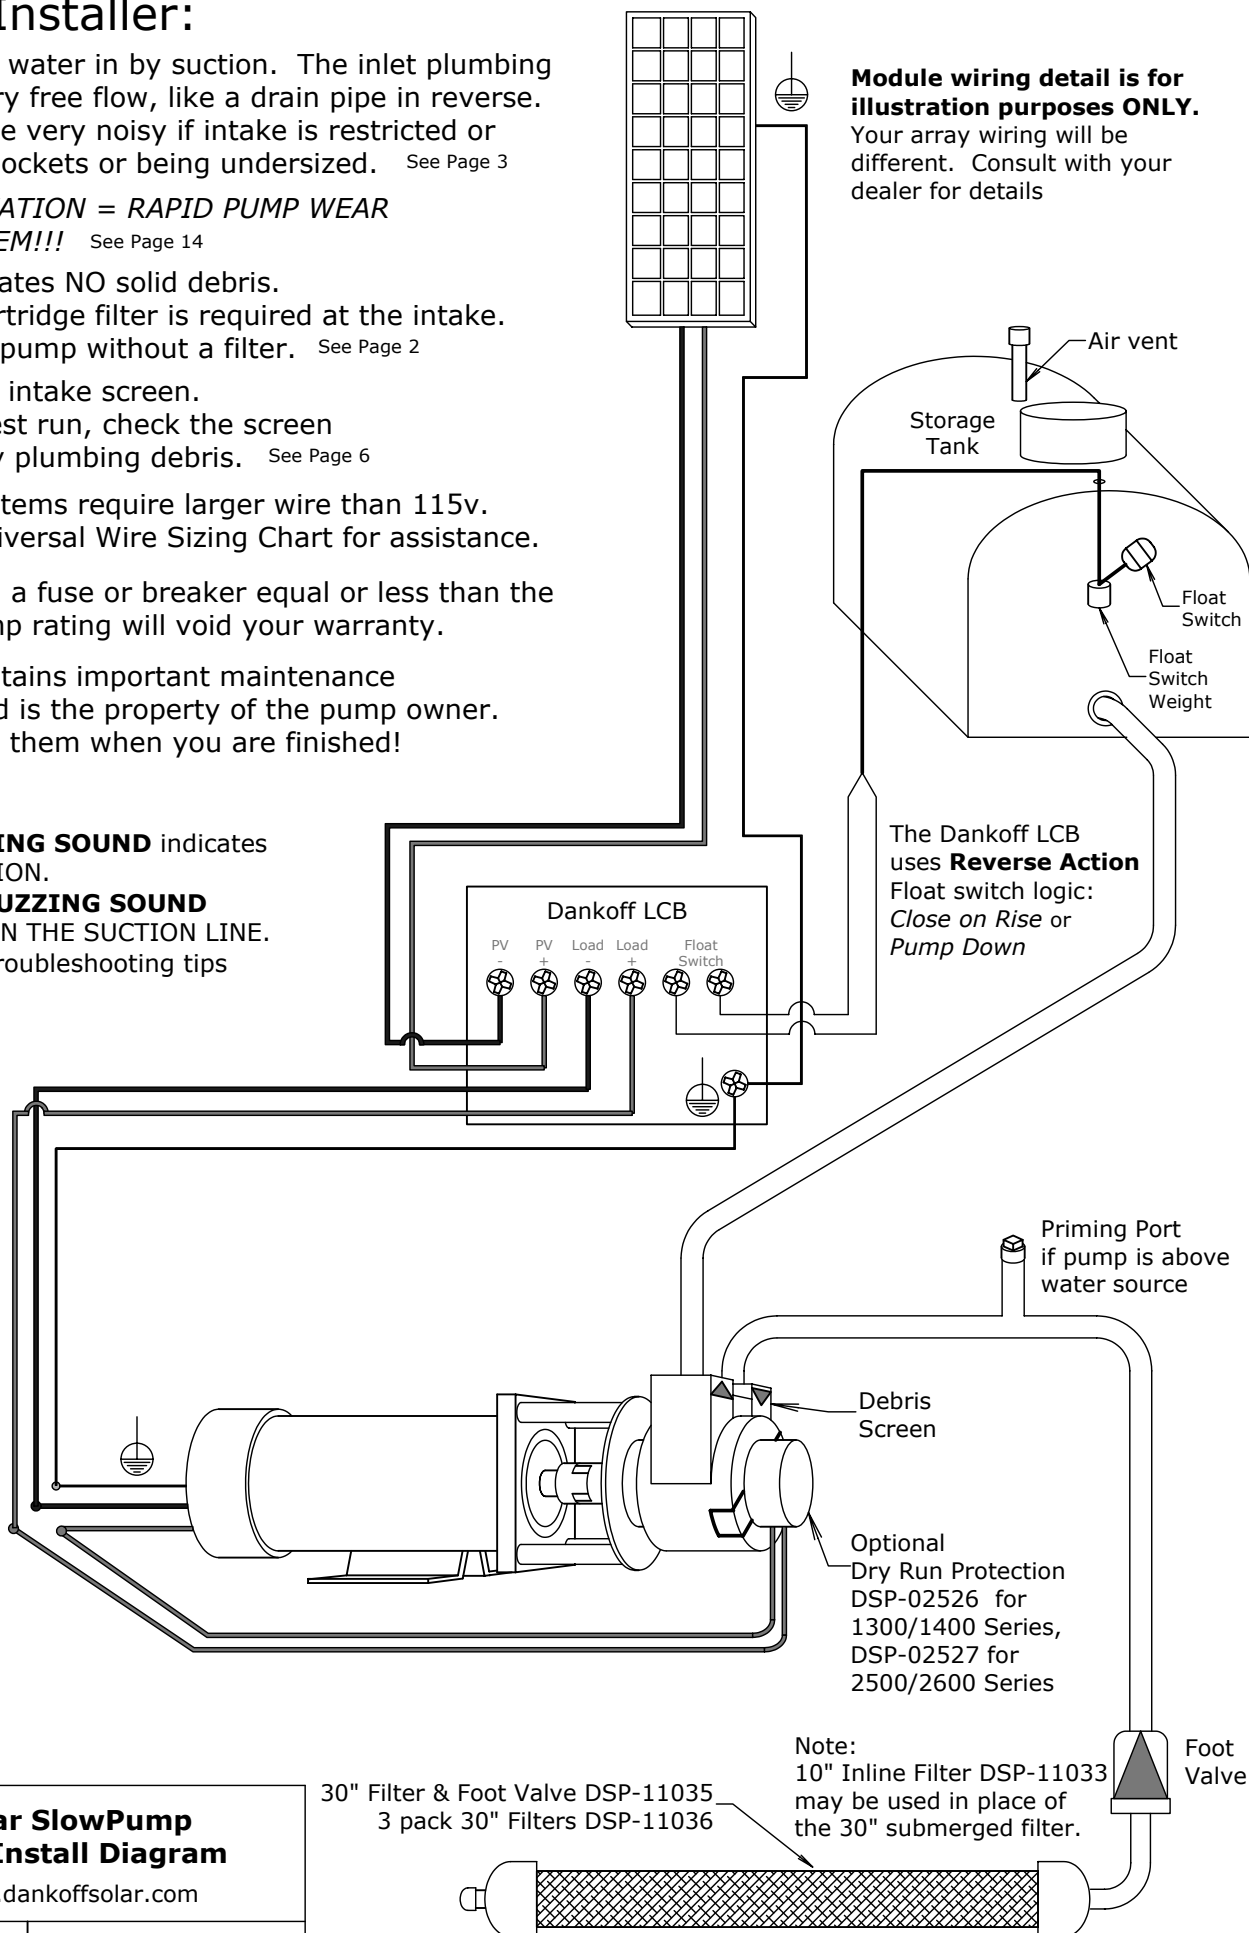 Installer:
water in by suction. The inlet plumbing
ry free flow, like a drain pipe in reverse.
e very noisy if intake is restricted or
ockets or being undersized. See Page 3
ATION = RAPID PUMP WEAR
EM!!! See Page 14
ates NO solid debris.
rtridge filter is required at the intake.
pump without a filter. See Page 2
intake screen.
est run, check the screen
y plumbing debris. See Page 6
tems require larger wire than 115v.
iversal Wire Sizing Chart for assistance.
a fuse or breaker equal or less than the
np rating will void your warranty.
tains important maintenance
d is the property of the pump owner.
them when you are finished!
ING SOUND indicates
ION.
UZZING SOUND
N THE SUCTION LINE.
roubleshooting tips
Module wiring detail is for
illustration purposes ONLY.
Your array wiring will be
different. Consult with your
dealer for details
Air vent
Storage
Tank
Float
Switch
Float
Switch
Weight
The Dankoff LCB
uses Reverse Action
Float switch logic:
Close on Rise or
Pump Down
Dankoff LCB
PV PV Load Load Float
- + - + Switch
Priming Port
if pump is above
water source
Debris
Screen
Optional
Dry Run Protection
DSP-02526 for
1300/1400 Series,
DSP-02527 for
2500/2600 Series
Foot
Valve
Note:
10" Inline Filter DSP-11033
may be used in place of
the 30" submerged filter.
30" Filter & Foot Valve DSP-11035
3 pack 30" Filters DSP-11036
ar SlowPump
Install Diagram
.dankoffsolar.com